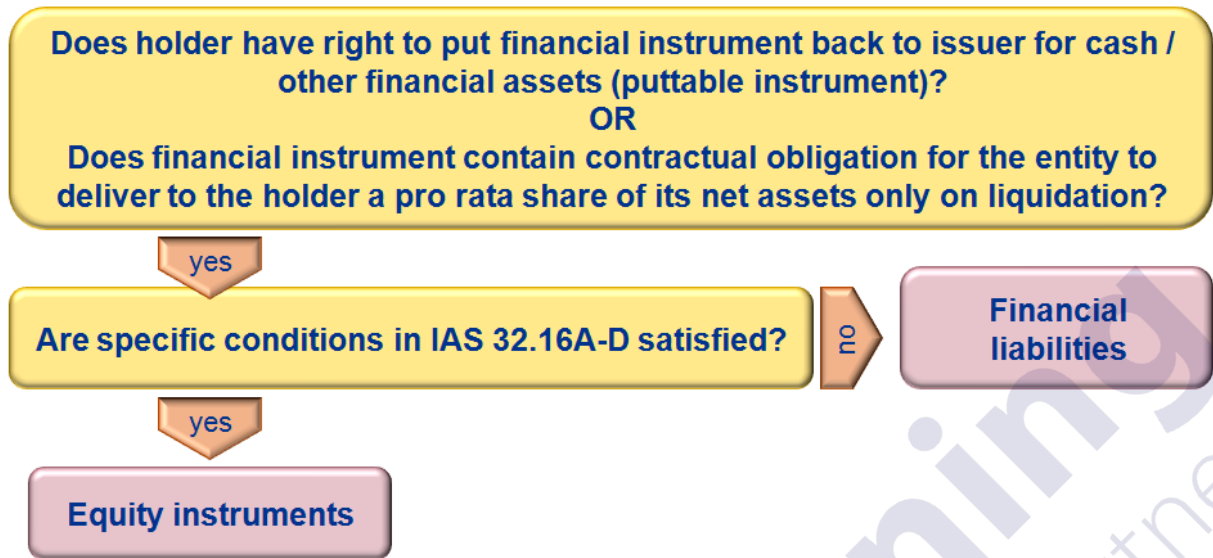 Does holder have right to put financial instrument back to issuer for cash /
other financial assets (puttable instrument)?
OR
Does financial instrument contain contractual obligation for the entity to
deliver to the holder a pro rata share of its net assets only on liquidation?
yes
Are specific conditions in IAS 32.16A-D satisfied?
no
Financial
liabilities
yes
Equity instruments